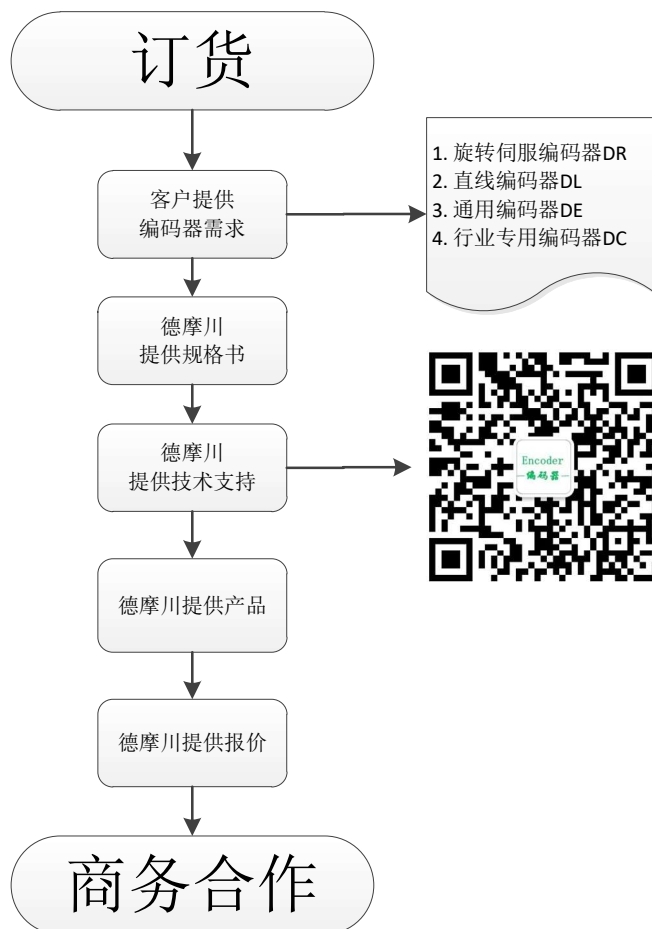 订货
客户提供
编码器需求
1. 旋转伺服编码器DR
2. 直线编码器DL
3. 通用编码器DE
4. 行业专用编码器DC
德摩川
提供规格书
德摩川
提供技术支持
Encoder
编码器
德摩川提供产品
德摩川提供报价
商务合作